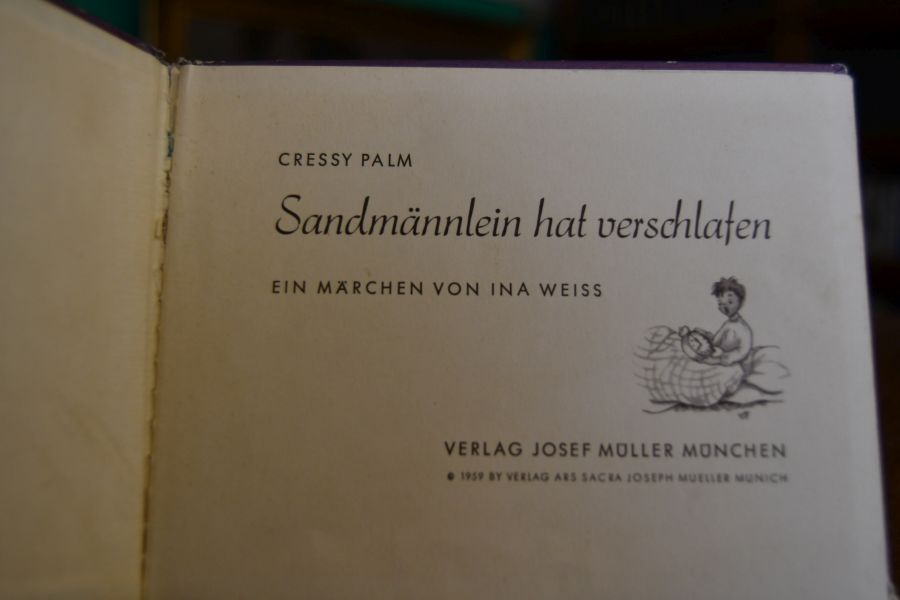 CRESSY PALM
Sandmännlein hat verschlafen
EIN MÄRCHEN VON INA WEISS
VERLAG JOSEF MÜLLER MÜNCHEN
© 1959 BY VERLAG ARS SACRA JOSEPH MUELLER MUNICH